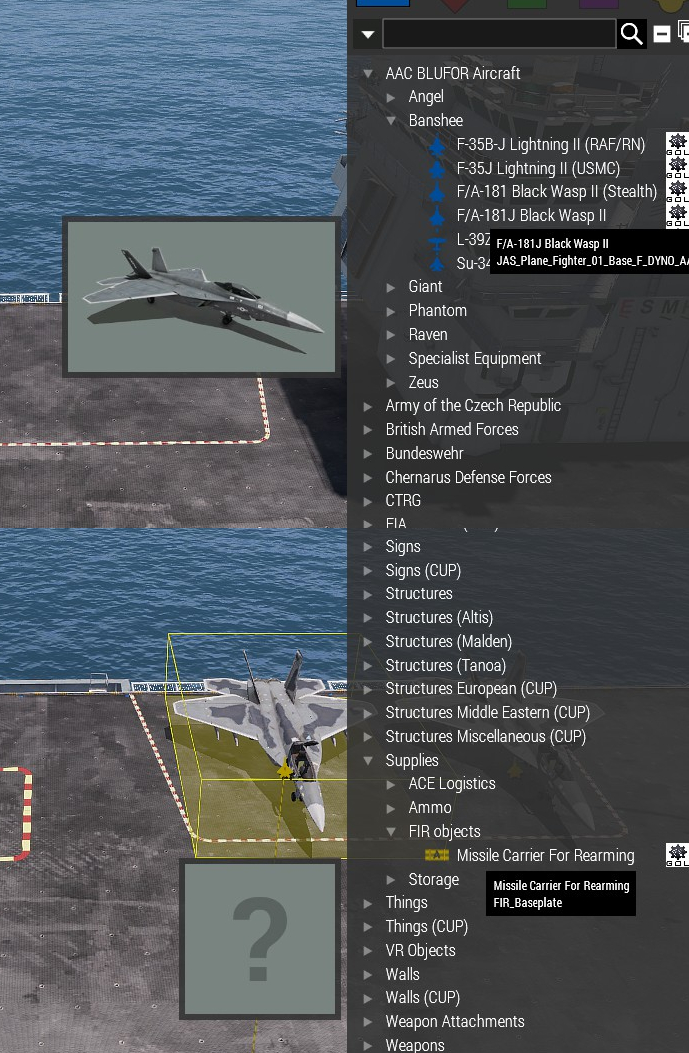 AAC BLUFOR Aircraft
Angel
Banshee
F-35B-J Lightning II (RAF/RN)
F-35J Lightning II (USMC)
F/A-181 Black Wasp II (Stealth)
F/A-181J Black Wasp II
L-39Z
F/A-181J Black Wasp II
JAS_Plane_Fighter_01_Base_F_DYNO_A
Su-34
Giant
Phantom
Raven
Specialist Equipment
Zeus
Army of the Czech Republic
British Armed Forces
Bundeswehr
Chernarus Defense Forces
CTRG
FIA
Signs
Signs (CUP)
Structures
Structures (Altis)
Structures (Malden)
Structures (Tanoa)
Structures European (CUP)
Structures Middle Eastern (CUP)
Structures Miscellaneous (CUP)
Supplies
ACE Logistics
Ammo
FIR objects
Missile Carrier For Rearming
Storage
Missile Carrier For Rearming
FIR_Baseplate
Things
Things (CUP)
VR Objects
Walls
Walls (CUP)
Weapon Attachments
Weapons
?